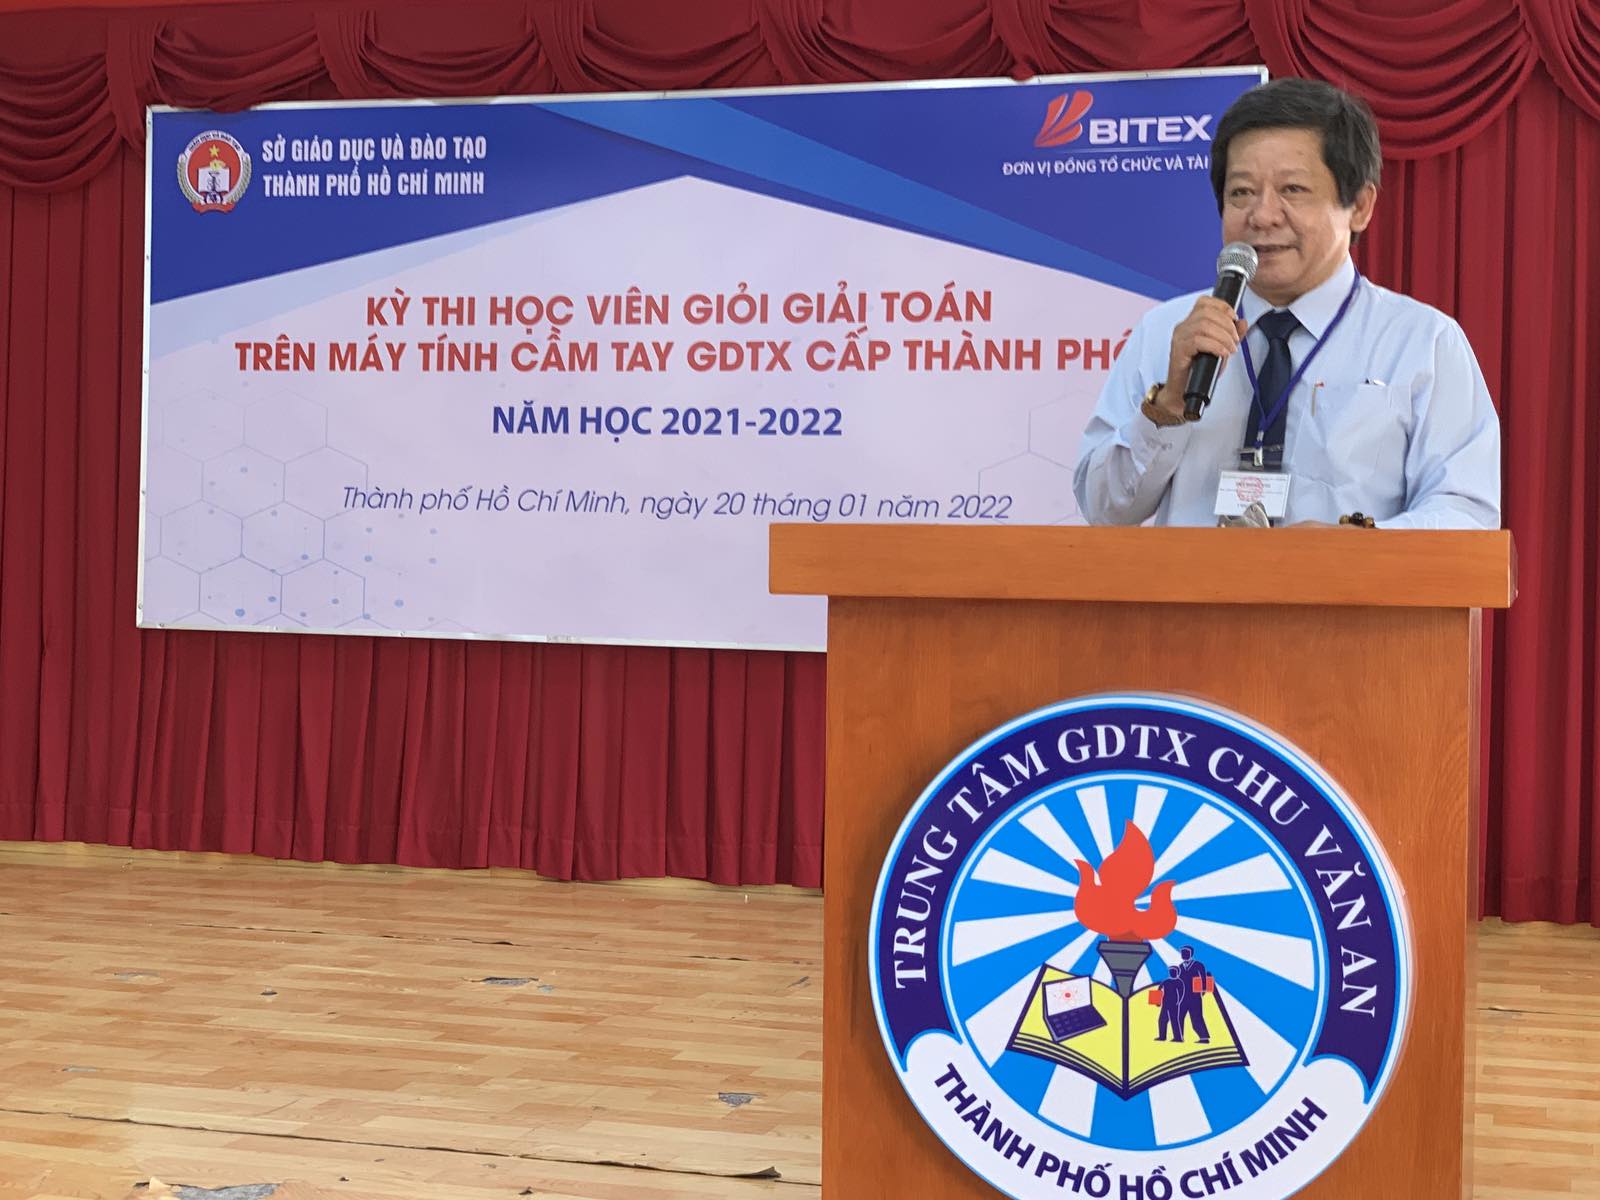 SỞ GIÁO DỤC VÀ ĐÀO TẠO
THÀNH PHỐ HỒ CHÍ MINH
BITEX
ĐƠN VỊ ĐỒNG TỔ CHỨC VÀ TÀI
KỲ THI HỌC VIÊN GIỎI GIẢI TOÁN
TRÊN MÁY TÍNH CẦM TAY GDTX CẤP THÀNH PHỐ
NĂM HỌC 2021-2022
Thành phố Hồ Chí Minh, ngày 20 tháng 01 năm 2022
TRUNG TÂM GDTX CHU VĂN AN
THÀNH PHỐ HỒ CHÍ MINH